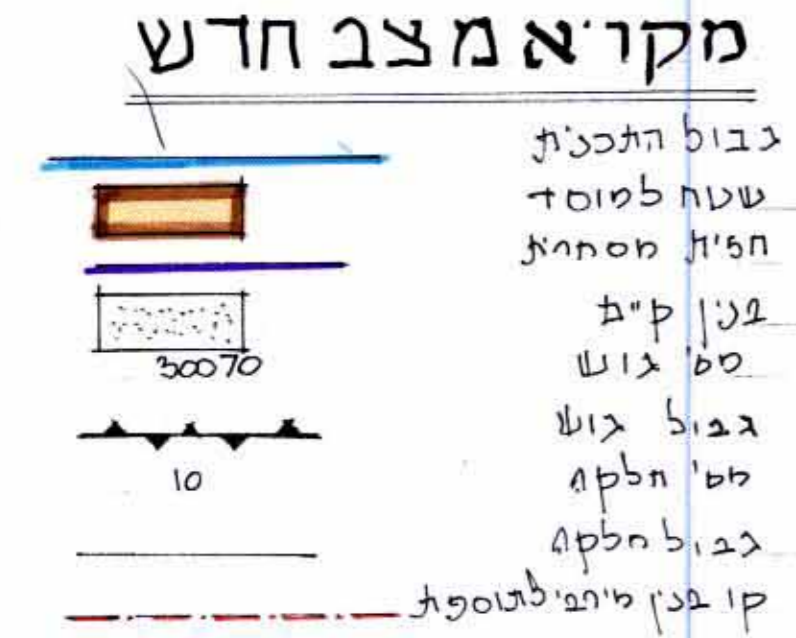 מקרא מצב חדש
גבול התכנית
שטח למוסד
חזית מסחרית
בנין קיים
מס' גוש 30070
גבול גוש
מס' חלקה 10
גבול חלקה
קו בנין מירבי לתוספת